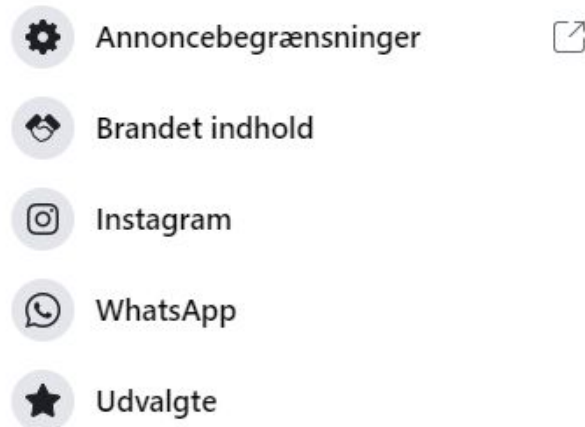 Annoncebegrænsninger
Brandet indhold
Instagram
WhatsApp
Udvalgte